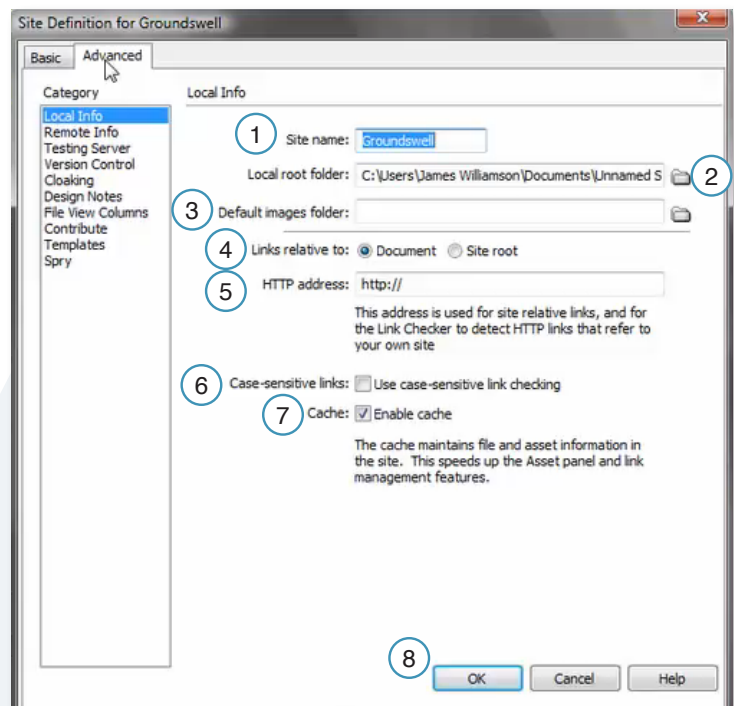 Site Definition for Groundswell
Basic
Advanced
Category
Local Info
Remote Info
Testing Server
Version Control
Cloaking
Design Notes
File View Columns
Contribute
Templates
Spry
Local Info
1 Site name: Groundswell
Local root folder: C:\Users\James Williamson\Documents\Unnamed S 2
3 Default images folder:
4 Links relative to: Document Site root
5 HTTP address: http://
This address is used for site relative links, and for
the Link Checker to detect HTTP links that refer to
your own site
6 Case-sensitive links: Use case-sensitive link checking
7 Cache: Enable cache
The cache maintains file and asset information in
the site. This speeds up the Asset panel and link
management features.
8
OK Cancel Help